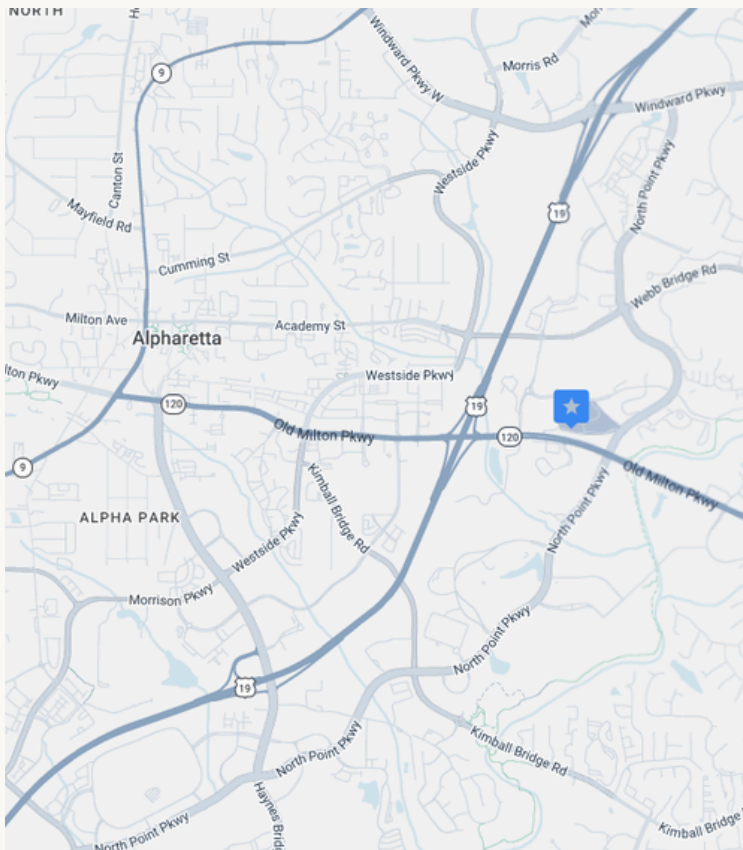 NORTH
H
Mor
Windward Pkwy W
Morris Rd
9
Windward Pkwy
Canton St
Westside Pkwy
North Point Pkwy
19
Mayfield Rd
Cumming St
Webb Bridge Rd
Milton Ave
Academy St
Alpharetta
lton Pkwy
Westside Pkwy
120
19
Old Milton Pkwy
120
9
Old Milton Pkwy
Kimball Bridge Rd
North Point Pkwy
ALPHA PARK
Westside Pkwy
Morrison Pkwy
North Point Pkwy
19
North Point Pkwy
Kimball Bridge Rd
Haynes Bridg
North Point Pkwy
Kimball Bridge